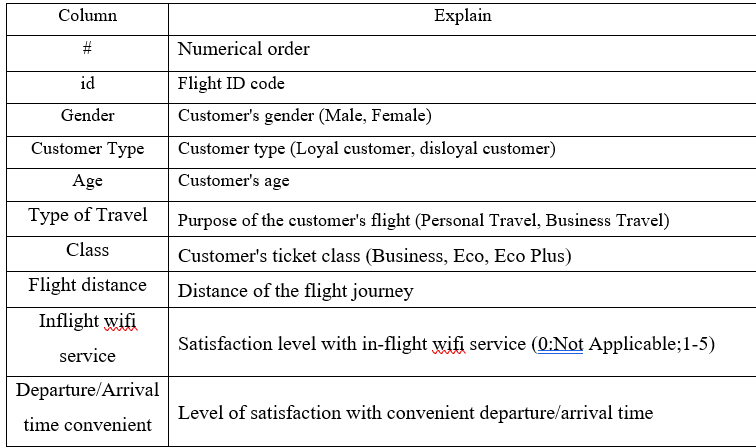 Column Explain
# Numerical order
id Flight ID code
Gender Customer's gender (Male, Female)
Customer Type Customer type (Loyal customer, disloyal customer)
Age Customer's age
Type of Travel Purpose of the customer's flight (Personal Travel, Business Travel)
Class Customer's ticket class (Business, Eco, Eco Plus)
Flight distance Distance of the flight journey
Inflight wifi
service
Satisfaction level with in-flight wifi service (0:Not Applicable;1-5)
Departure/Arrival
time convenient
Level of satisfaction with convenient departure/arrival time